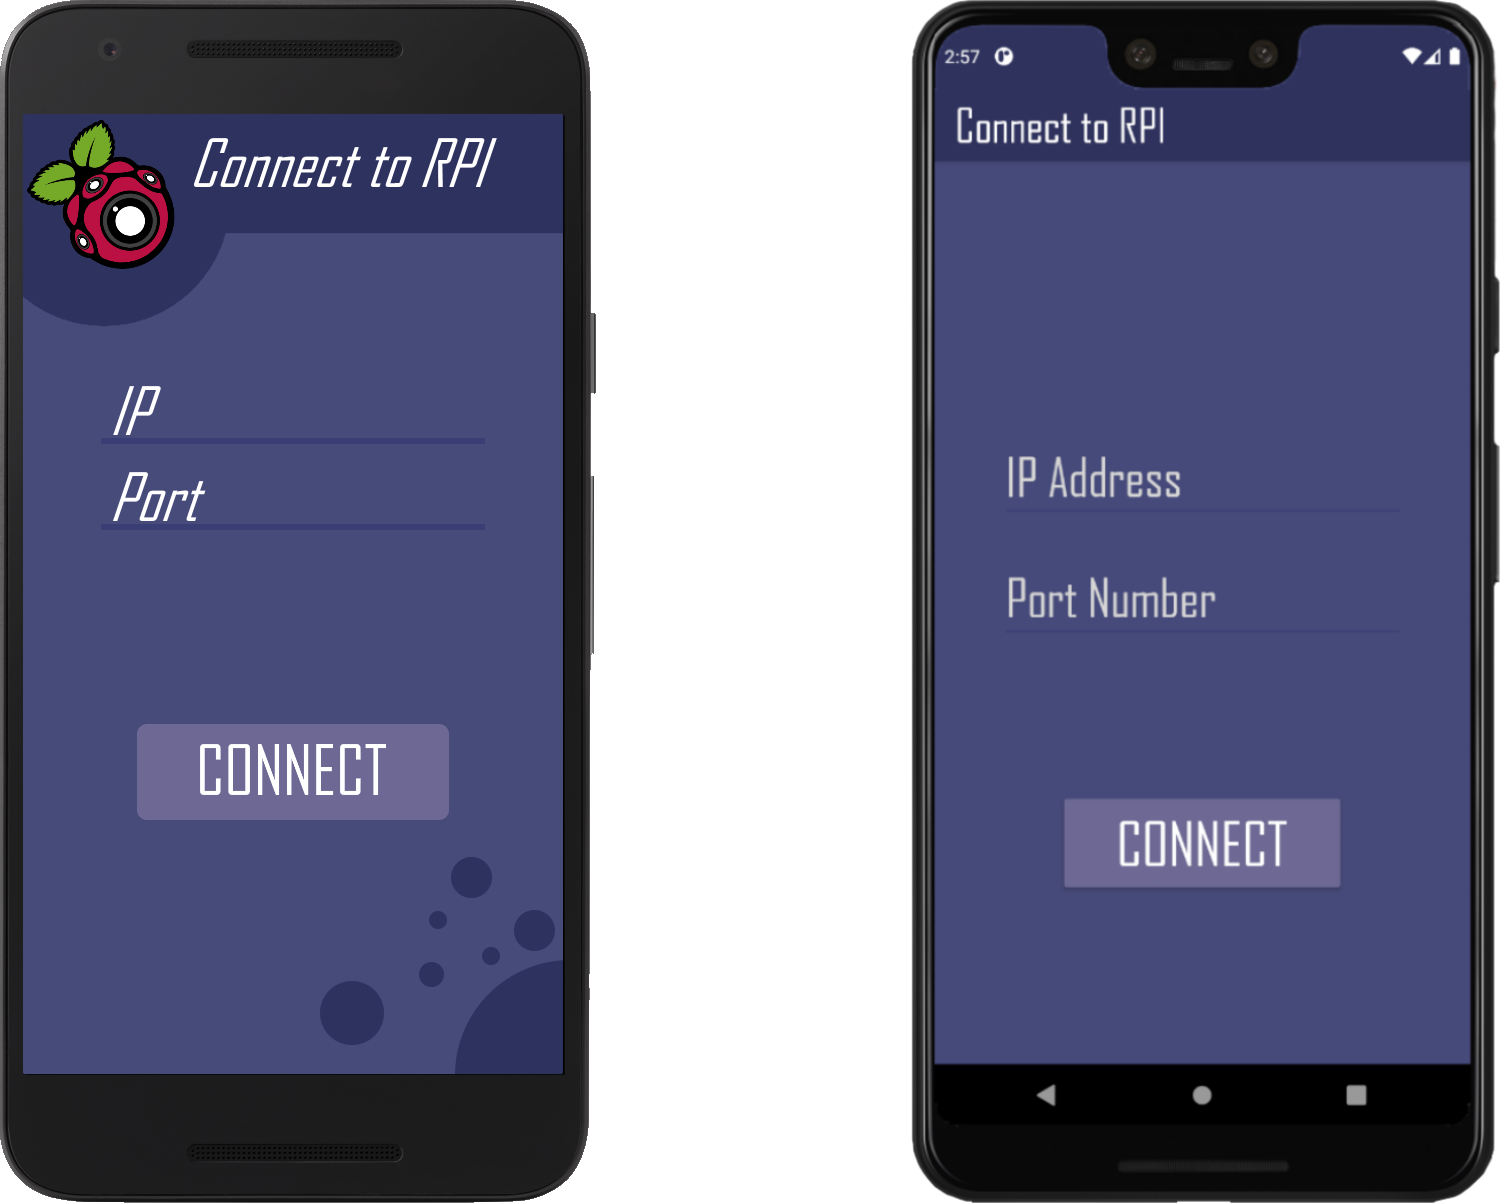 Connect to RPI
IP
Port
CONNECT
2:57
Connect to RPI
IP Address
Port Number
CONNECT